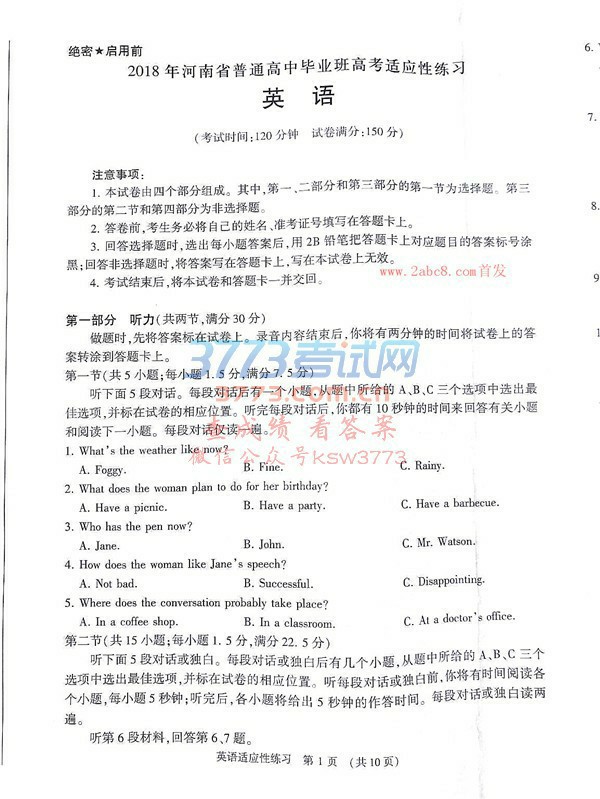 绝密★启用前
2018年河南省普通高中毕业班高考适应性练习
英 语
(考试时间:120分钟 试卷满分:150分)
注意事项:
1. 本试卷由四个部分组成。其中,第一、二部分和第三部分的第一节为选择题。第三
部分的第二节和第四部分为非选择题。
2. 答卷前,考生务必将自己的姓名、准考证号填写在答题卡上。
3. 回答选择题时,选出每小题答案后,用2B铅笔把答题卡上对应题目的答案标号涂
黑;回答非选择题时,将答案写在答题卡上,写在本试卷上无效。
www.2abc8.com首发
4. 考试结束后,将本试卷和答题卡一并交回。
第一部分 听力(共两节,满分30分)
做题时,先将答案标在试卷上。录音内容结束后,你将有两分钟的时间将试卷上的答
案转涂到答题卡上。
3773考试网
第一节(共5小题;每小题1.5分,满分7.5分)
听下面5段对话。每段对话后有一个小题,从题中所给的A、B、C三个选项中选出最
3773.com.cn
佳选项,并标在试卷的相应位置。听完每段对话后,你都有10秒钟的时间来回答有关小题
和阅读下一小题。每段对话仅读一遍。
查成绩 看答案
1. What's the weather like now?
微信公众号ksw3773
A. Foggy. B. Fine. C. Rainy.
2. What does the woman plan to do for her birthday?
A. Have a picnic. B. Have a party. C. Have a barbecue.
3. Who has the pen now?
A. Jane. B. John. C. Mr. Watson.
4. How does the woman like Jane's speech?
A. Not bad. B. Successful. C. Disappointing.
5. Where does the conversation probably take place?
A. In a coffee shop. B. In a classroom. C. At a doctor's office.
第二节(共15小题;每小题1.5分,满分22.5分)
听下面5段对话或独白。每段对话或独白后有几个小题,从题中所给的A、B、C三个
选项中选出最佳选项,并标在试卷的相应位置。听每段对话或独白前,你将有时间阅读各
个小题,每小题5秒钟;听完后,各小题将给出5秒钟的作答时间。每段对话或独白读两
遍。
听第6段材料,回答第6、7题。
英语适应性练习 第1页 (共10页)
6.
7.
8.
9